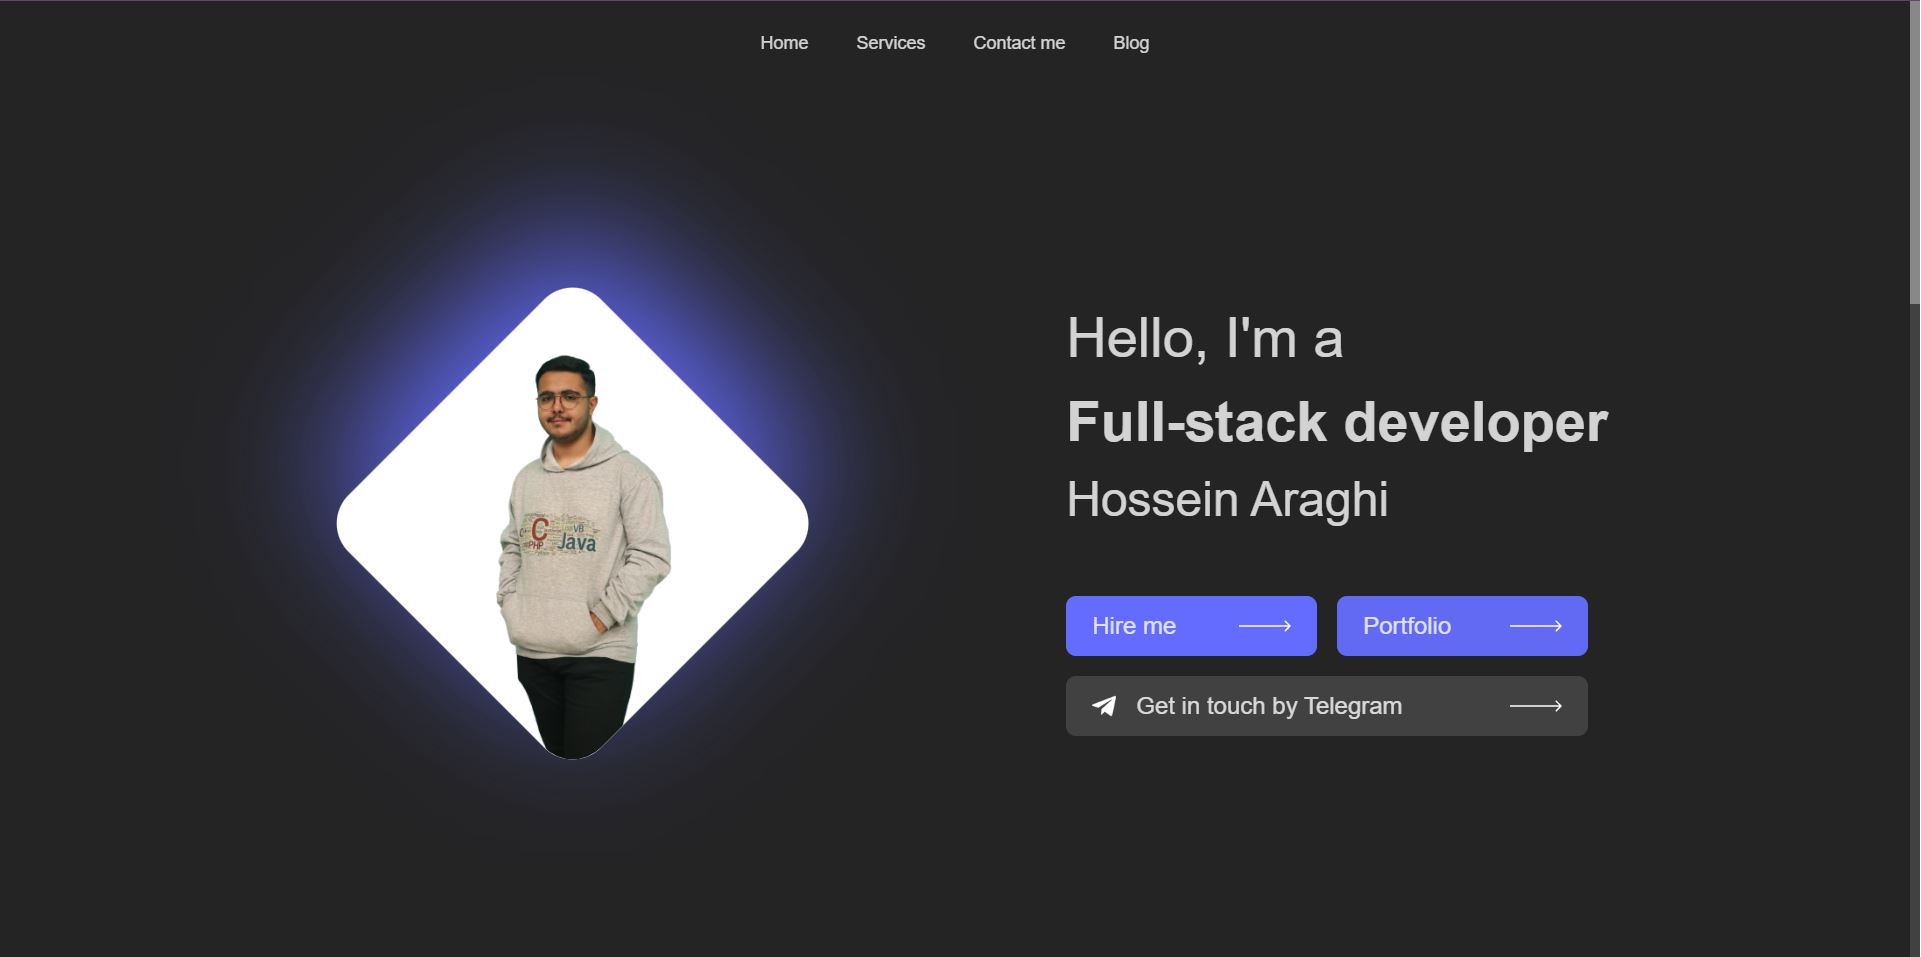 Home Services Contact me Blog
Hello, I'm a
Full-stack developer
Hossein Araghi
C VB
PHP Java
Hire me Portfolio
Get in touch by Telegram